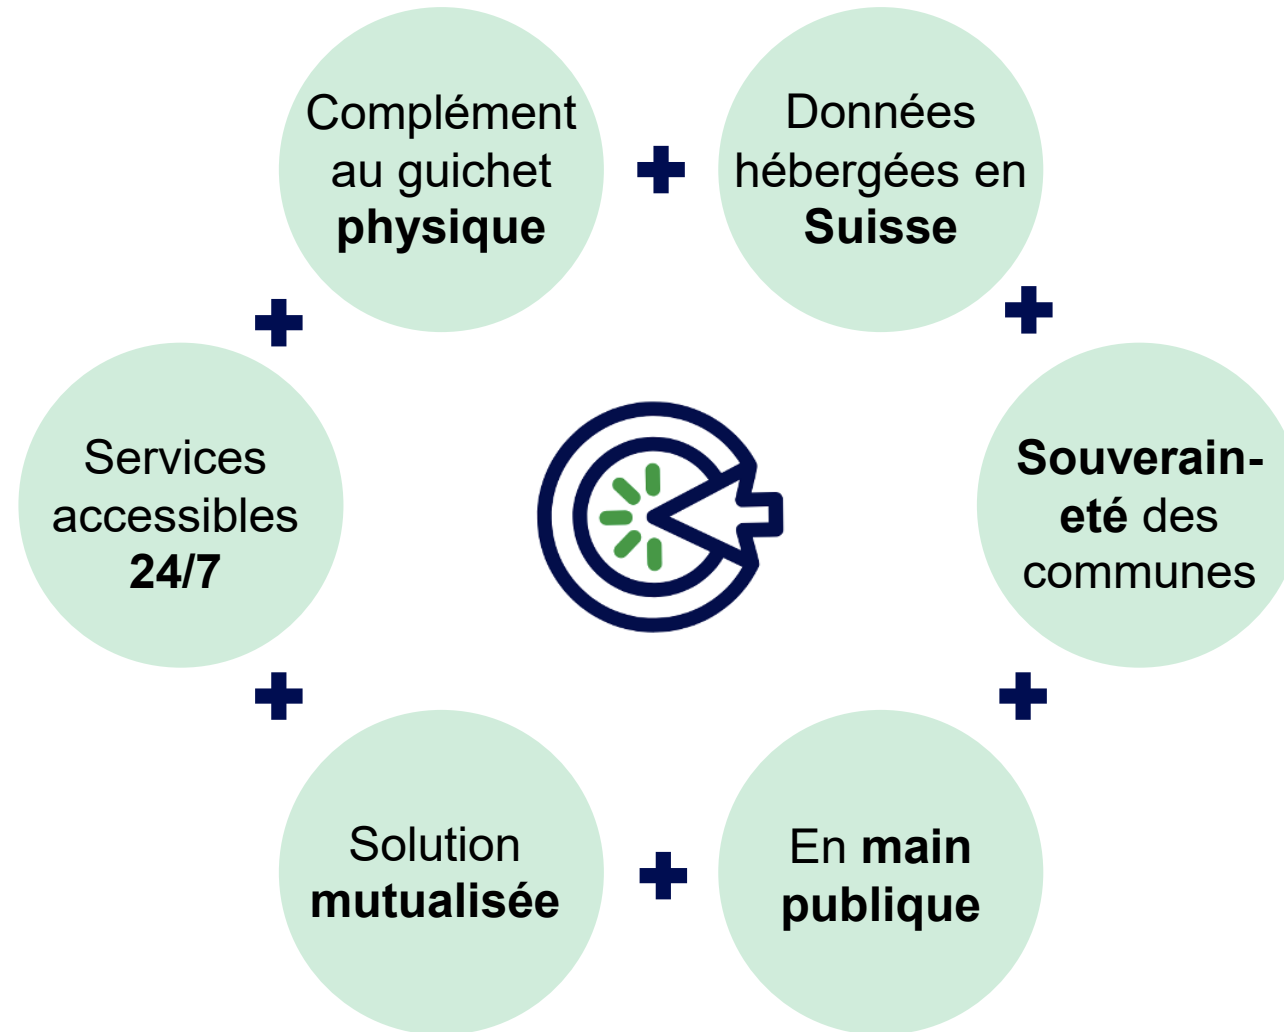 Complément
au guichet
physique
Données
hébergées en
Suisse
Services
accessibles
24/7
Souverain-
eté des
communes
Solution
mutualisée
En main
publique